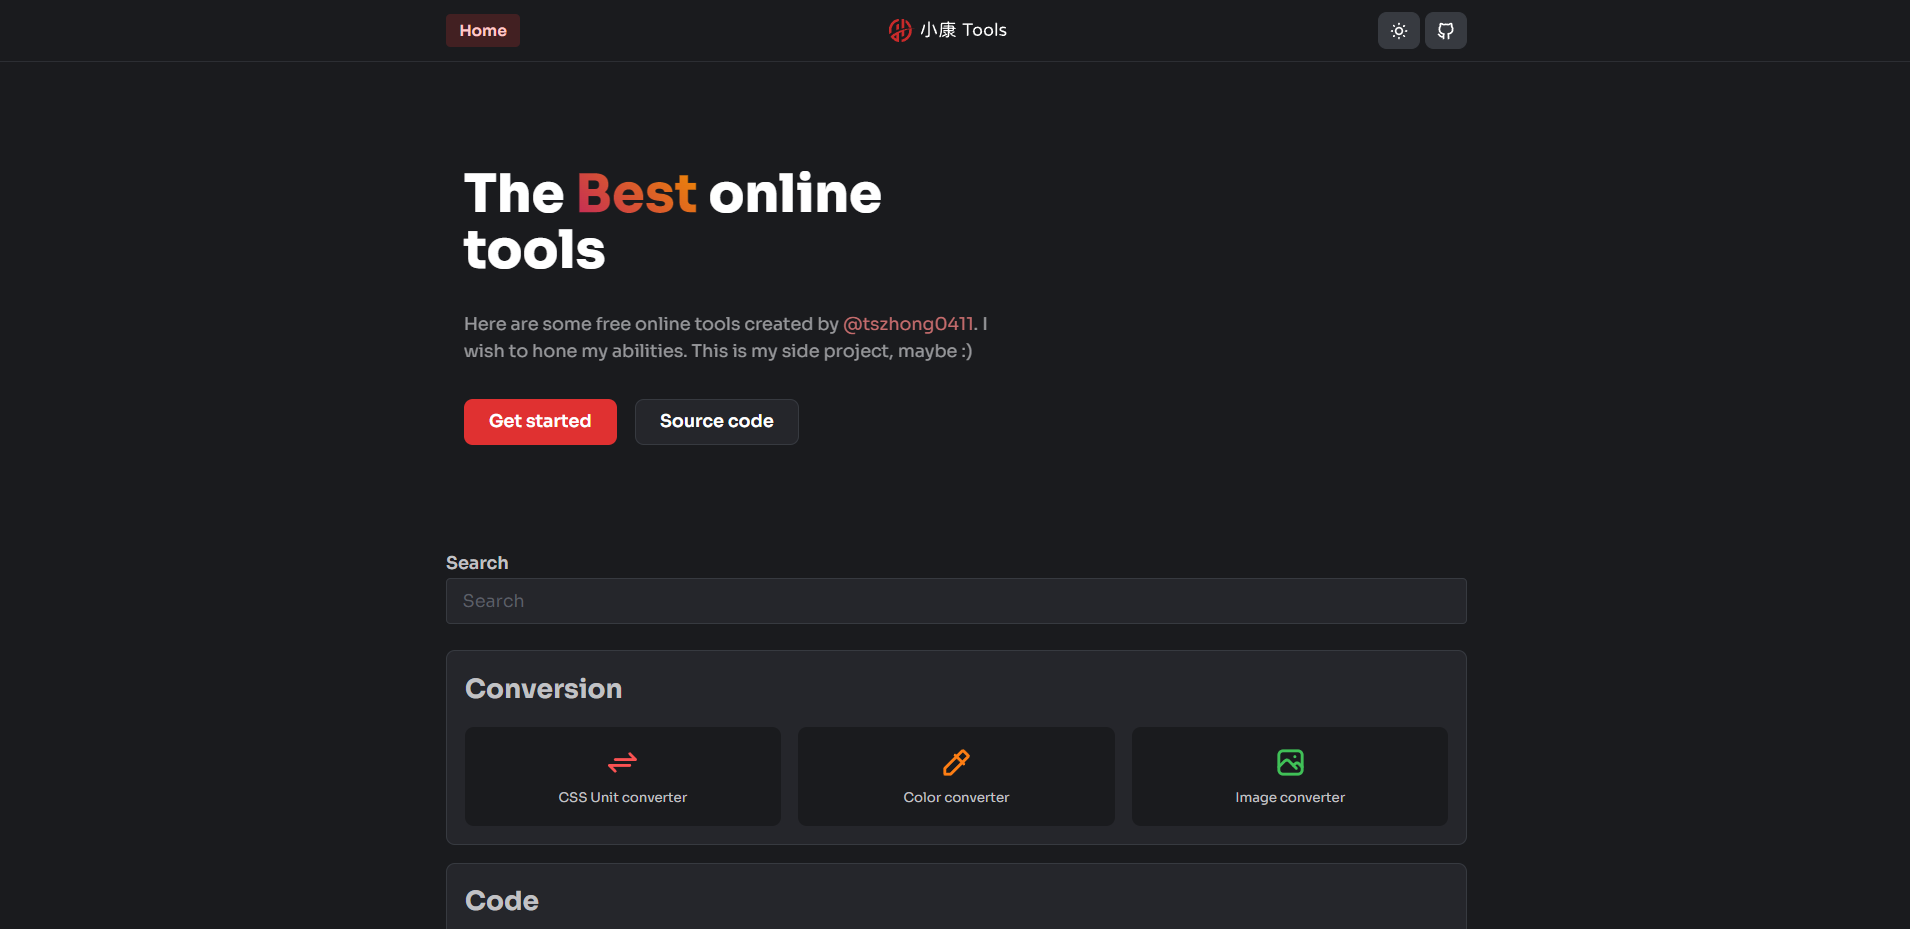 Home
小康 Tools
The Best online
tools
Here are some free online tools created by @tszhong0411. I
wish to hone my abilities. This is my side project, maybe :)
Get started
Source code
Search
Search
Conversion
CSS Unit converter
Color converter
Image converter
Code